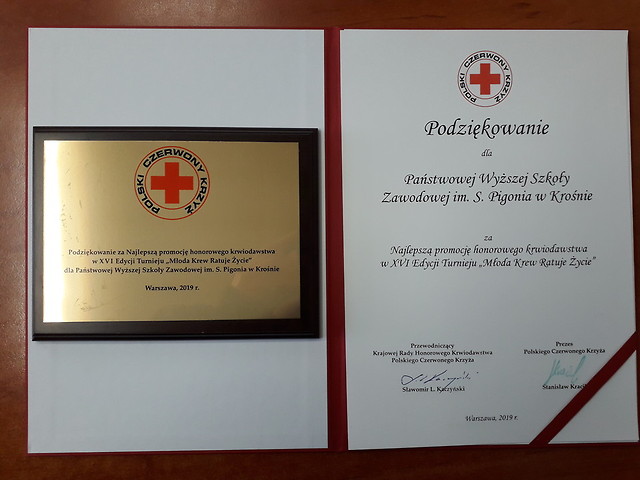 POLSKI CZERWONY KRZYŻ
Podziękowanie za Najlepszą promocję honorowego krwiodawstwa
w XVI Edycji Turnieju „Młoda Krew Ratuje Życie”
dla Państwowej Wyższej Szkoły Zawodowej im. S. Pigonia w Krośnie
Warszawa, 2019 r.
POLSKI CZERWONY KRZYŻ
Podziękowanie
dla
Państwowej Wyższej Szkoły
Zawodowej im. S. Pigonia w Krośnie
za
Najlepszą promocję honorowego krwiodawstwa
w XVI Edycji Turnieju „Młoda Krew Ratuje Życie”
Przewodniczący
Krajowej Rady Honorowego Krwiodawstwa
Polskiego Czerwonego Krzyża
Sławomir L. Kaczyński
Prezes
Polskiego Czerwonego Krzyża
Stanisław
Warszawa, 2019 r.